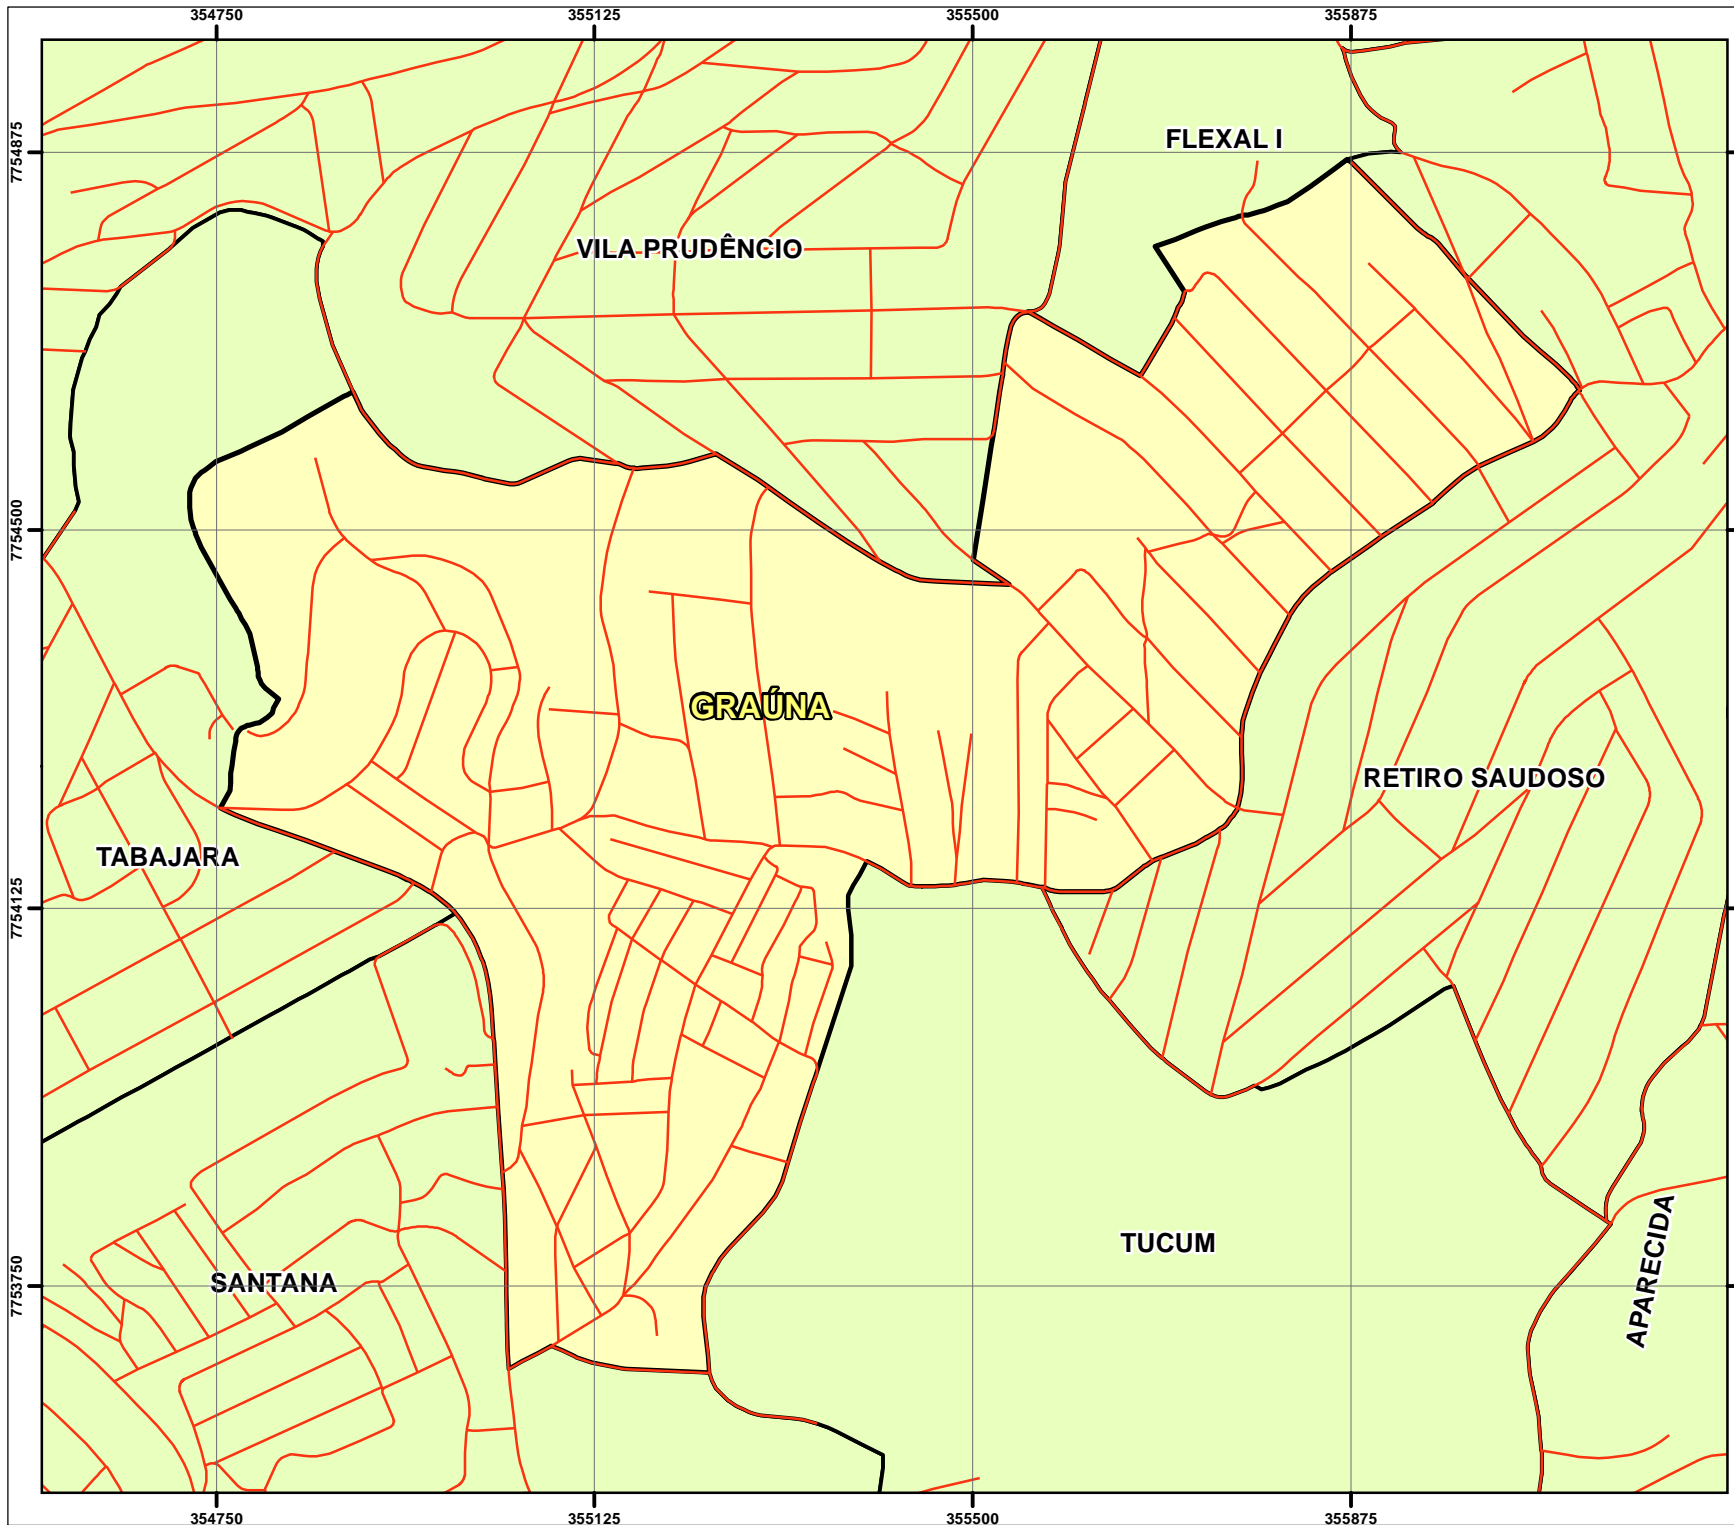 354750 355125 355500 355875
7754875
FLEXAL I
VILA PRUDÊNCIO
7754500
GRAÚNA
RETIRO SAUDOSO
TABAJARA
7754125
TUCUM
APARECIDA
SANTANA
7753750
354750 355125 355500 355875